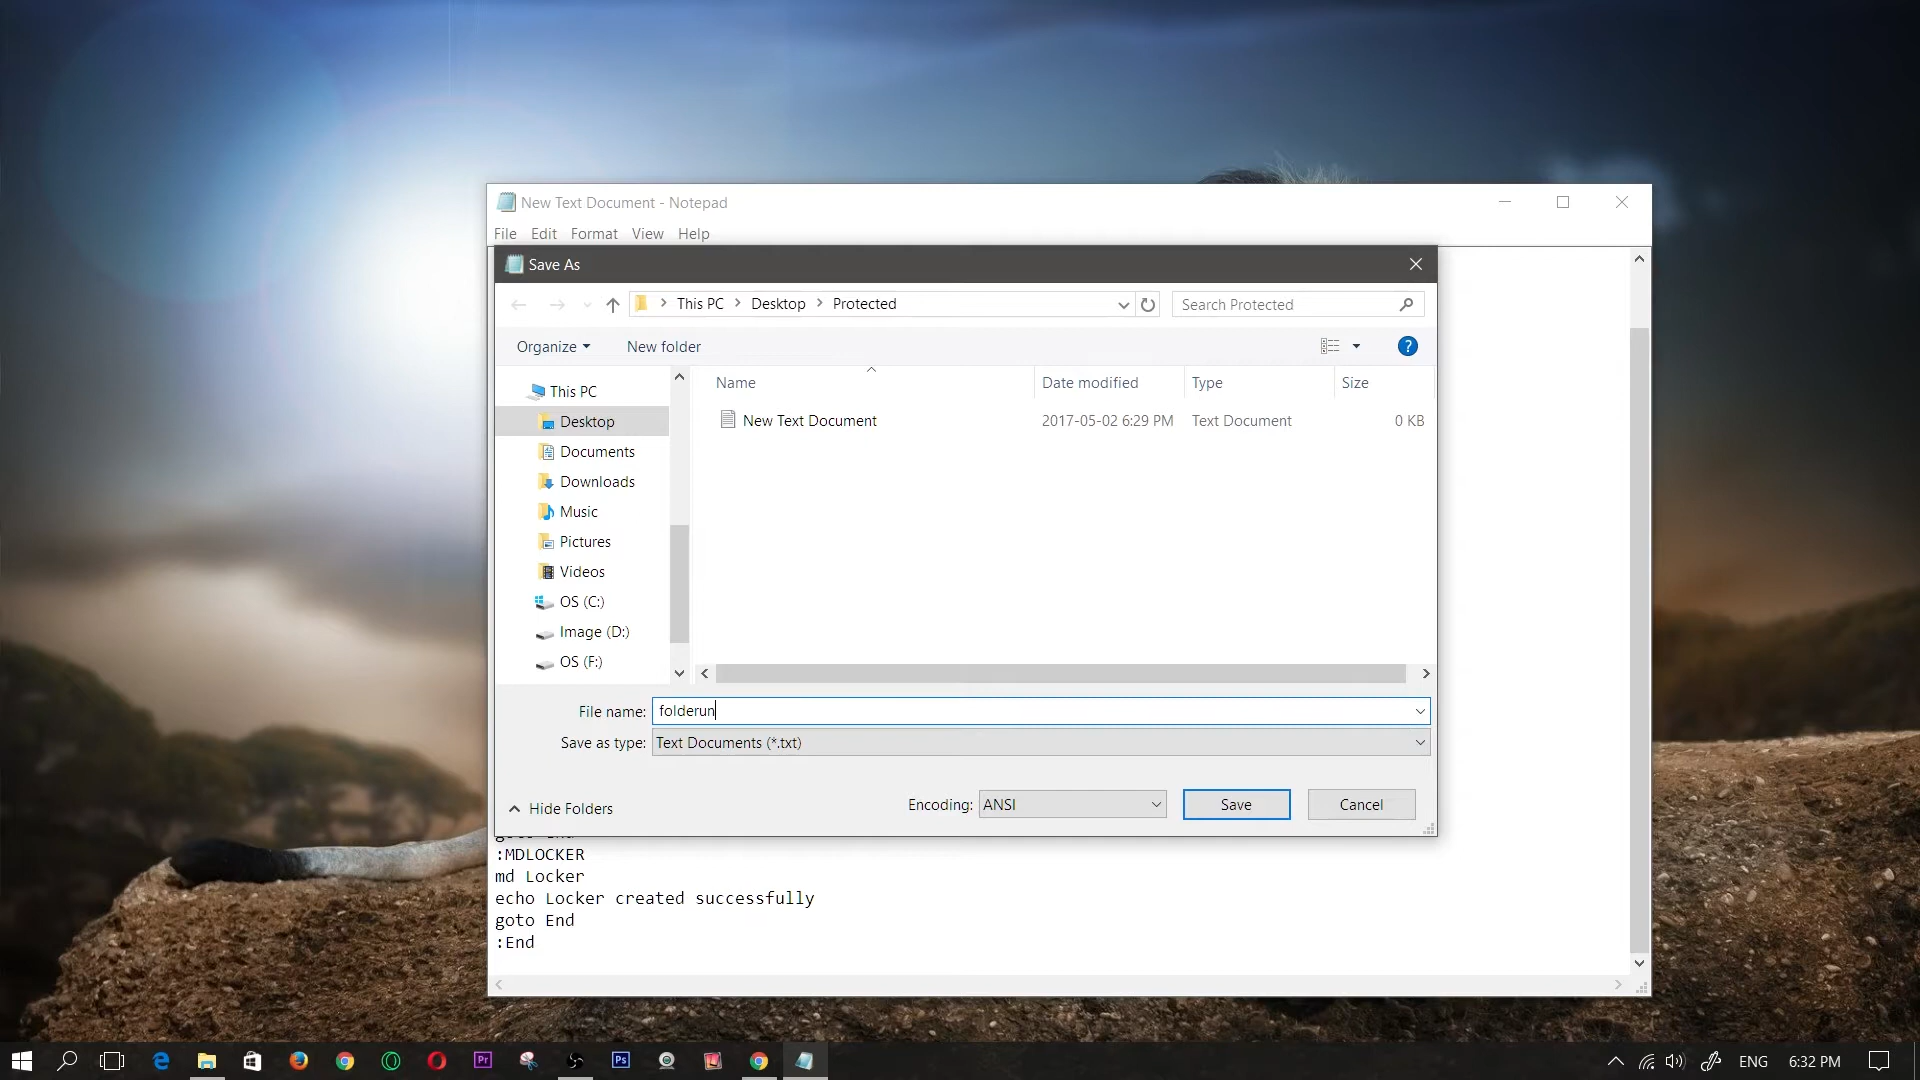 New Text Document - Notepad
File Edit Format View Help
Save As
This PC Desktop Protected
Search Protected
Organize New folder
Name Date modified Type Size
New Text Document 2017-05-02 6:29 PM Text Document 0 KB
This PC
Desktop
Documents
Downloads
Music
Pictures
Videos
OS (C:)
Image (D:)
OS (F:)
File name: folderun
Save as type: Text Documents (*.txt)
Hide Folders
Encoding: ANSI Save Cancel
:MDLOCKER
md Locker
echo Locker created successfully
goto End
:End
Pr Ps ENG 6:32 PM